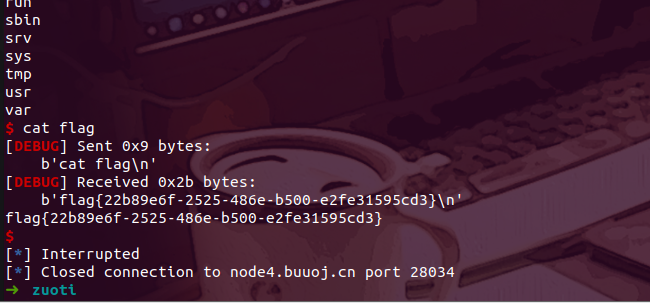 run
sbin
srv
sys
tmp
usr
var
$ cat flag
[DEBUG] Sent 0x9 bytes:
b'cat flag\n'
[DEBUG] Received 0x2b bytes:
b'flag{22b89e6f-2525-486e-b500-e2fe31595cd3}\n'
flag{22b89e6f-2525-486e-b500-e2fe31595cd3}
$
[*] Interrupted
[*] Closed connection to node4.buuoj.cn port 28034
→ zuoti